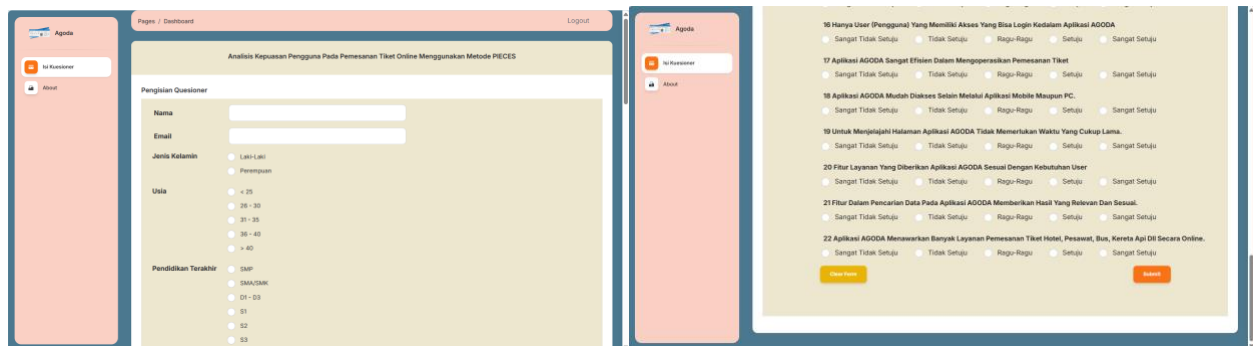 Agoda
Isi Kuesioner
About
Pages / Dashboard
Logout
Analisis Kepuasan Pengguna Pada Pemesanan Tiket Online Menggunakan Metode PIECES
Pengisian Quesioner
Nama
Email
Jenis Kelamin
Laki-Laki
Perempuan
Usia
< 25
26 - 30
31 - 35
36 - 40
> 40
Pendidikan Terakhir
SMP
SMA/SMK
D1 - D3
S1
S2
S3
Agoda
Isi Kuesioner
About
16 Hanya User (Pengguna) Yang Memiliki Akses Yang Bisa Login Kedalam Aplikasi AGODA
Sangat Tidak Setuju Tidak Setuju Ragu-Ragu Setuju Sangat Setuju
17 Aplikasi AGODA Sangat Efisien Dalam Mengoperasikan Pemesanan Tiket
Sangat Tidak Setuju Tidak Setuju Ragu-Ragu Setuju Sangat Setuju
18 Aplikasi AGODA Mudah Diakses Selain Melalui Aplikasi Mobile Maupun PC.
Sangat Tidak Setuju Tidak Setuju Ragu-Ragu Setuju Sangat Setuju
19 Untuk Menjelajahi Halaman Aplikasi AGODA Tidak Memerlukan Waktu Yang Cukup Lama.
Sangat Tidak Setuju Tidak Setuju Ragu-Ragu Setuju Sangat Setuju
20 Fitur Layanan Yang Diberikan Aplikasi AGODA Sesuai Dengan Kebutuhan User
Sangat Tidak Setuju Tidak Setuju Ragu-Ragu Setuju Sangat Setuju
21 Fitur Dalam Pencarian Data Pada Aplikasi AGODA Memberikan Hasil Yang Relevan Dan Sesuai.
Sangat Tidak Setuju Tidak Setuju Ragu-Ragu Setuju Sangat Setuju
22 Aplikasi AGODA Menawarkan Banyak Layanan Pemesanan Tiket Hotel, Pesawat, Bus, Kereta Api Dll Secara Online.
Sangat Tidak Setuju Tidak Setuju Ragu-Ragu Setuju Sangat Setuju
Clear Form
Submit